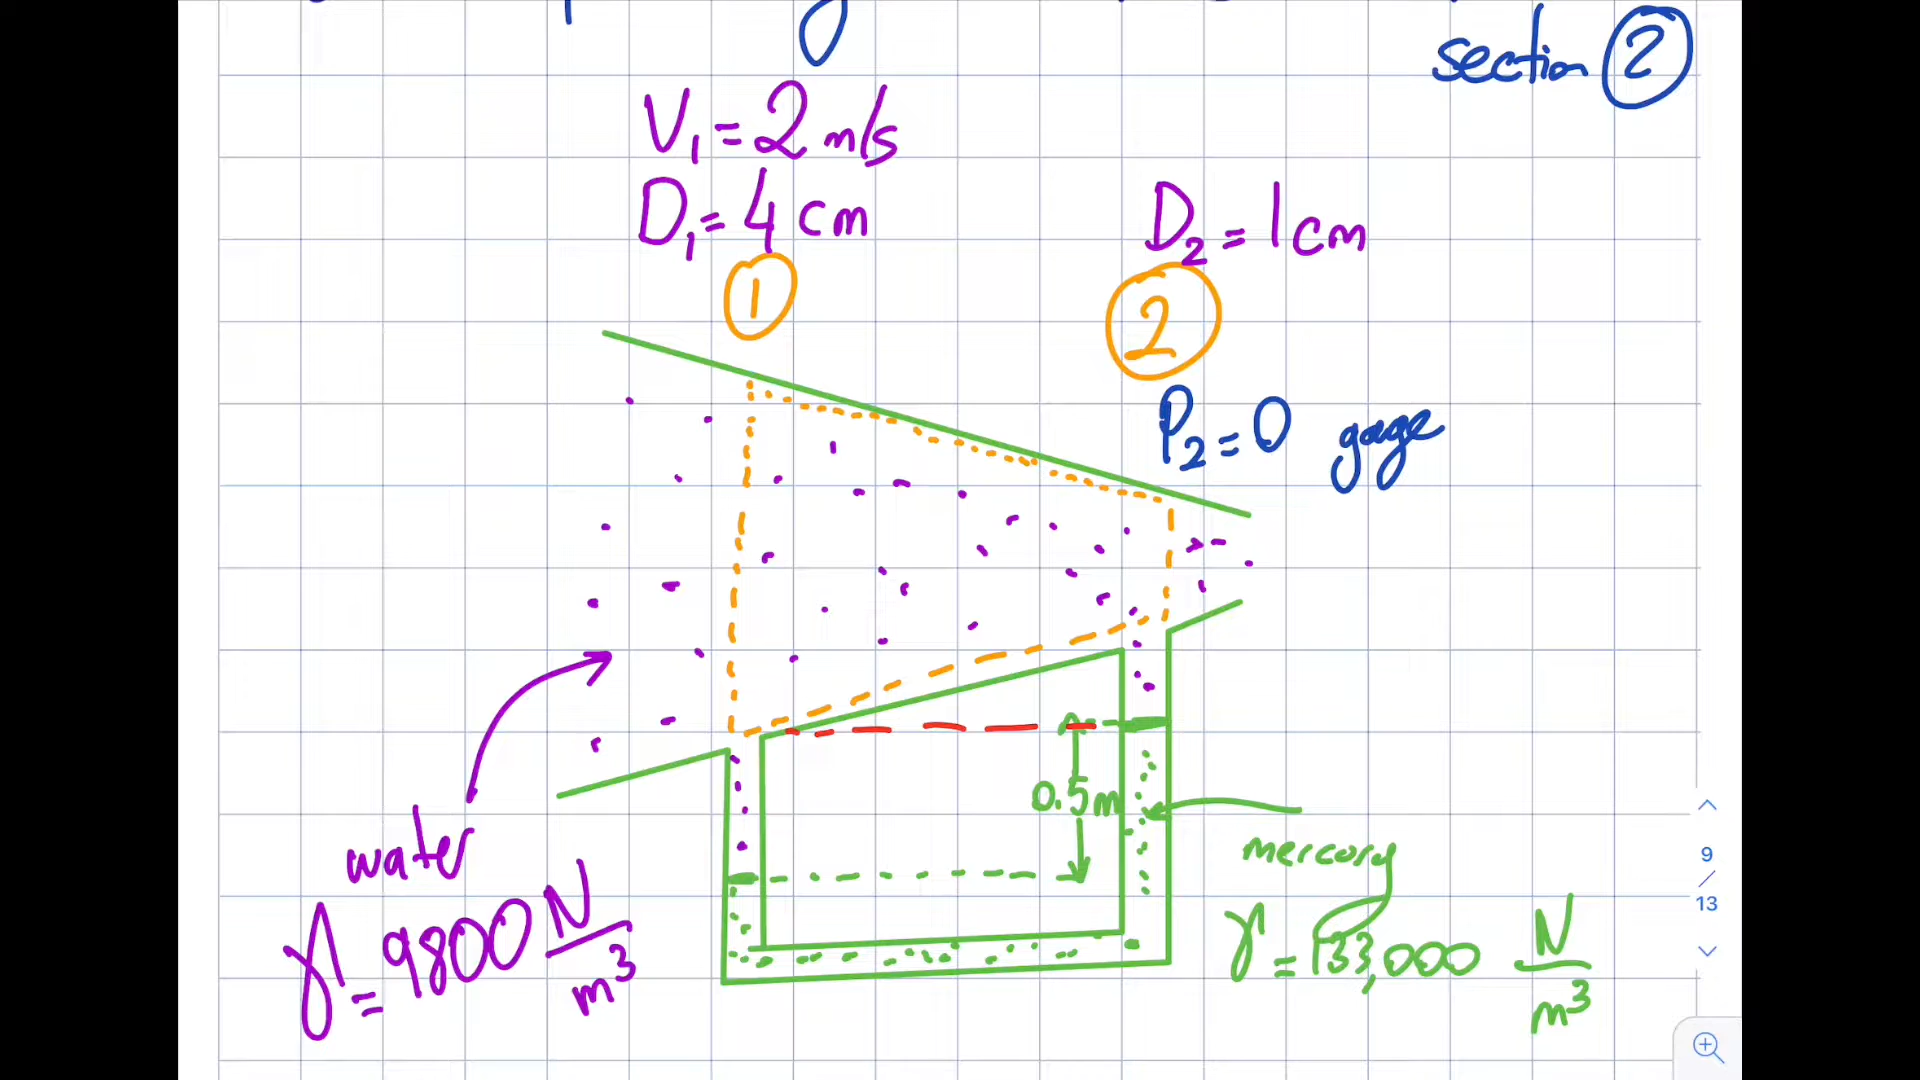 section ②
V₁ = 2 m/s
D₁ = 4 cm
D₂ = 1 cm
①
②
P₂ = 0 gage
0.5m
water
mercory
γ = 9800 N/m³
γ = 133,000 N/m³
9
/
13